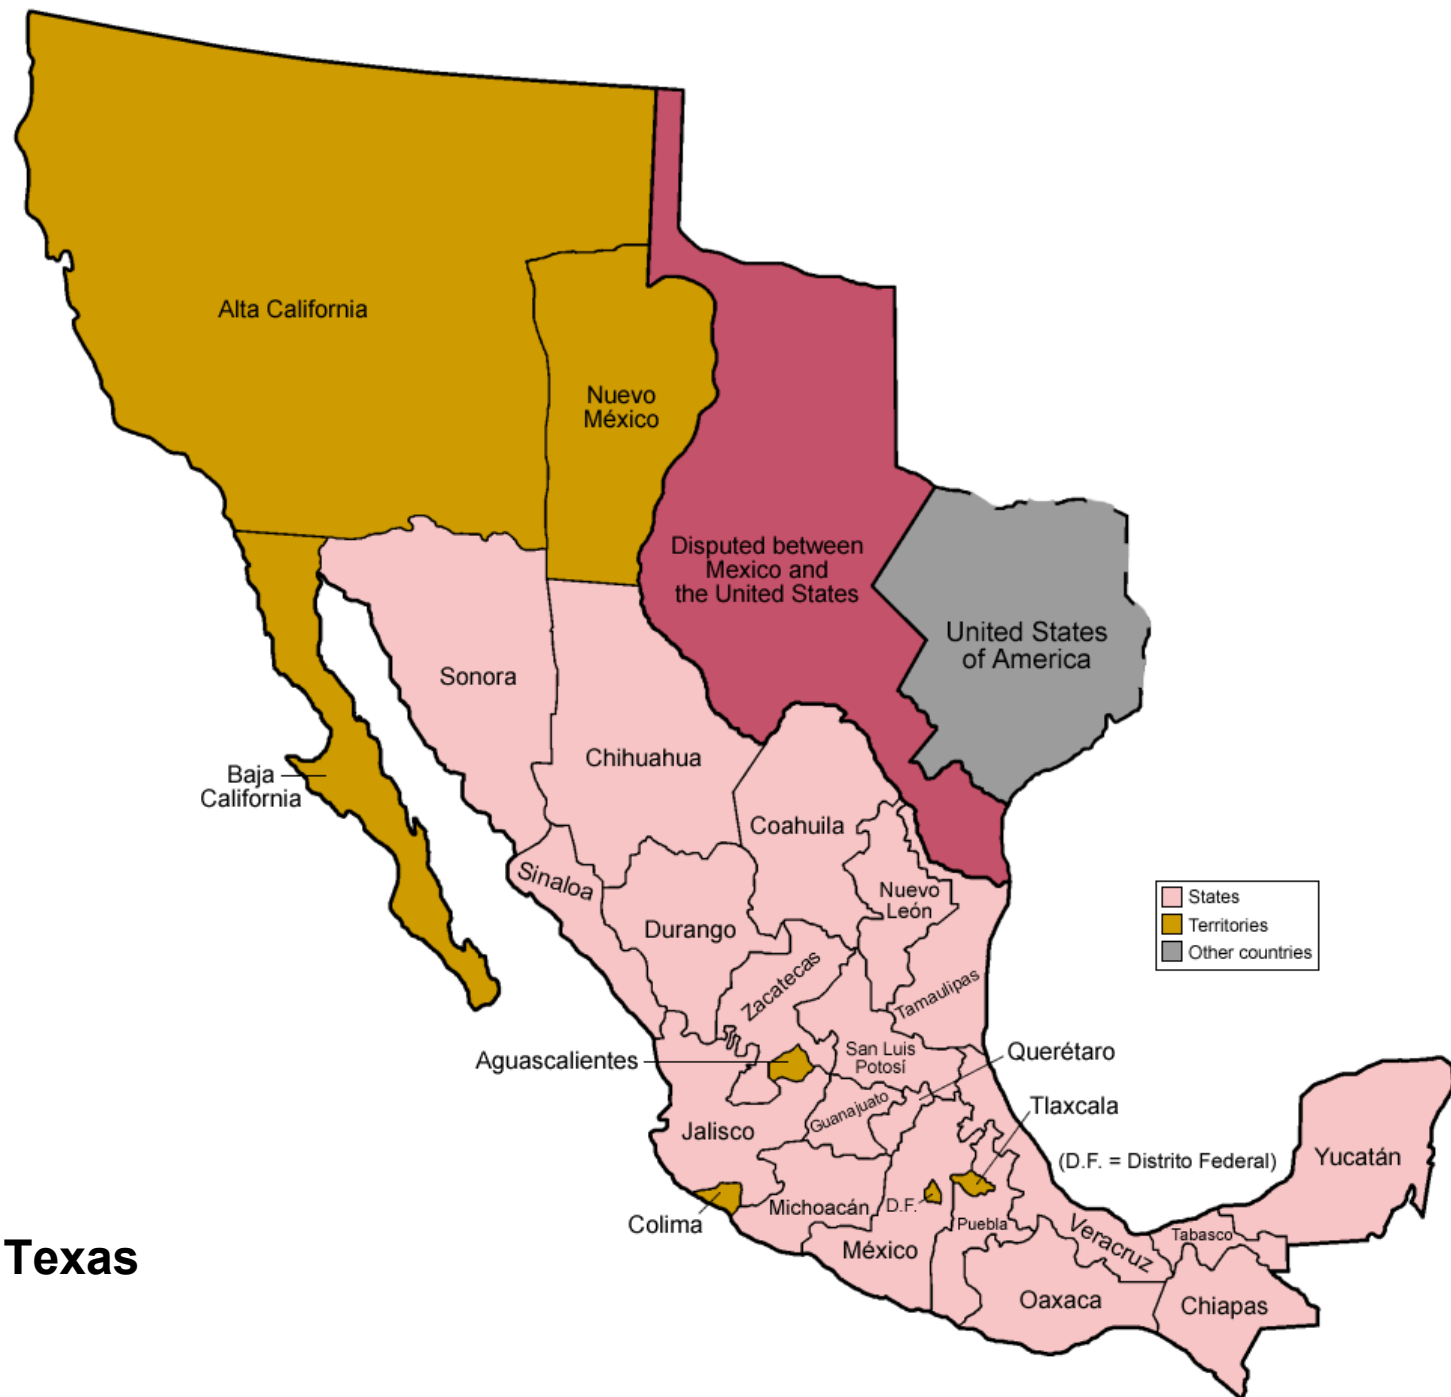 Alta California
Nuevo
México
Disputed between
Mexico and
the United States
United States
of America
Sonora
Chihuahua
Baja
California
Coahuila
Sinaloa
Nuevo
León
Durango
States
Territories
Other countries
Zacatecas
Tamaulipas
Aguascalientes
San Luis
Potosí
Querétaro
Guanajuato
Tlaxcala
Jalisco
(D.F. = Distrito Federal)
Yucatán
Michoacán
D.F.
Colima
Puebla
Veracruz
Tabasco
México
Texas
Oaxaca
Chiapas